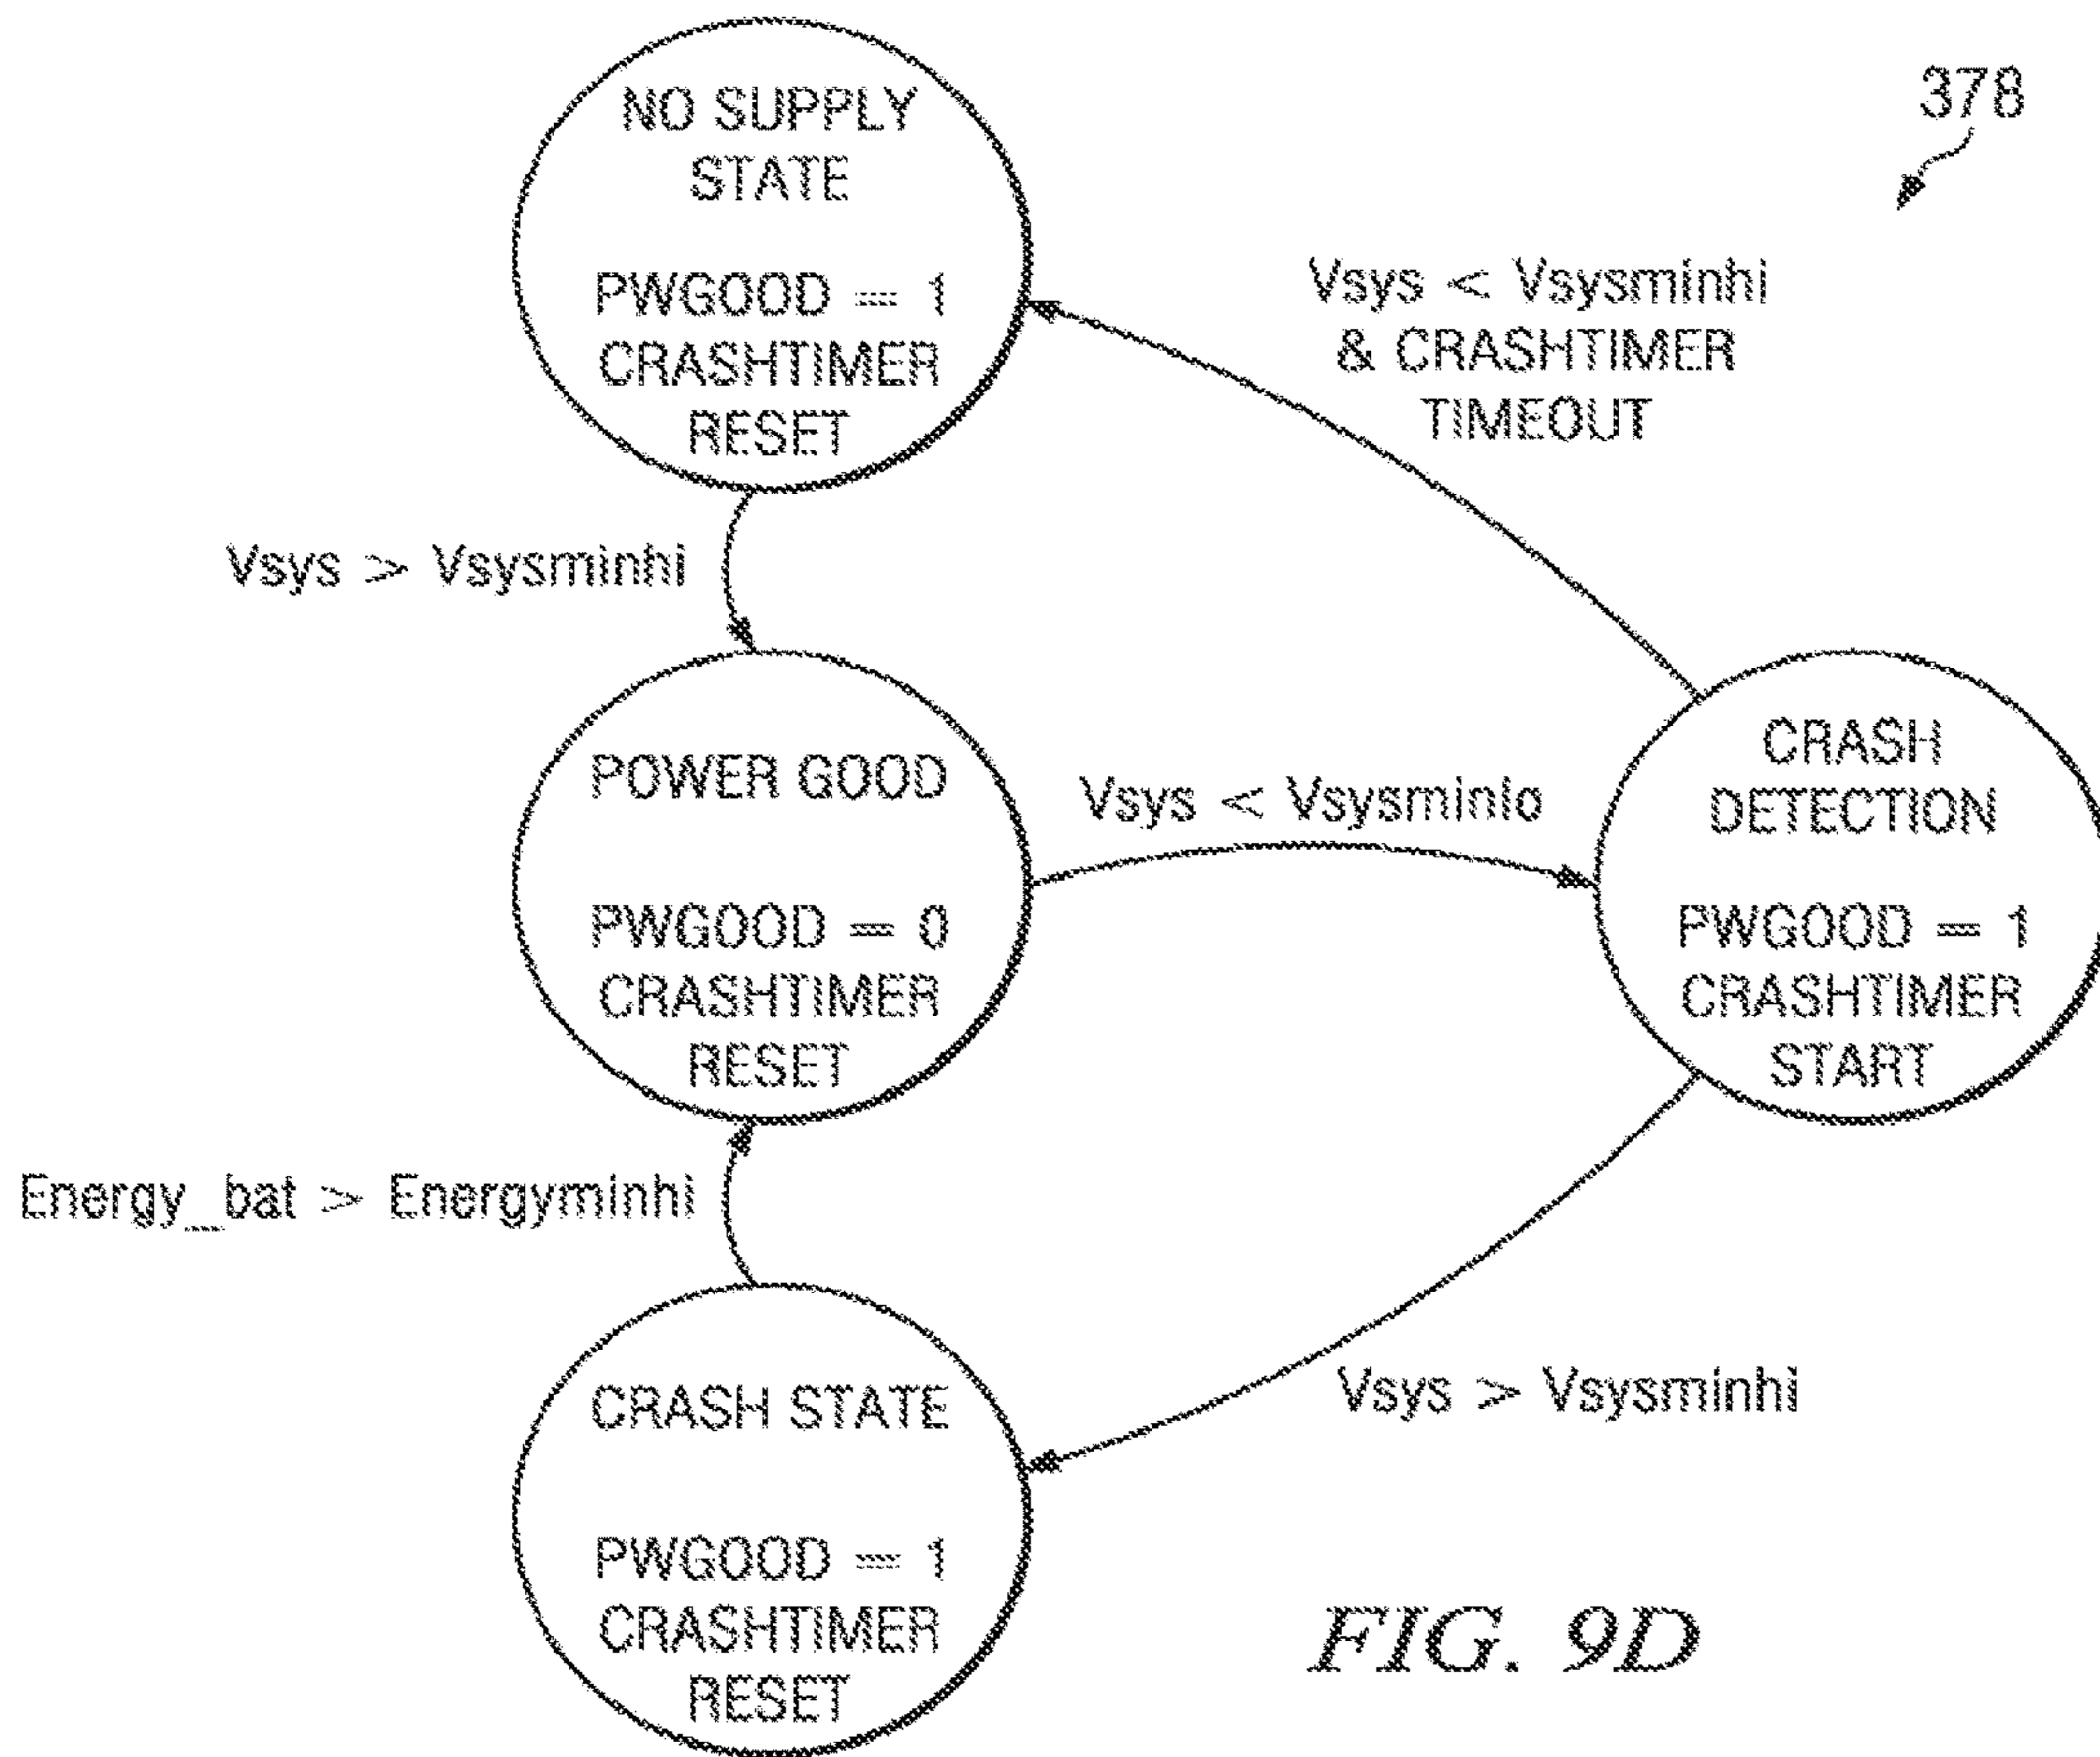 NO SUPPLY
STATE
PWGOOD = 1
CRASHTIMER
RESET
378
Vsys < Vsysminhi
& CRASHTIMER
TIMEOUT
Vsys > Vsysminhi
POWER GOOD
PWGOOD = 0
CRASHTIMER
RESET
Vsys < Vsysminlo
CRASH
DETECTION
PWGOOD = 1
CRASHTIMER
START
Energy_bat > Energyminhi
CRASH STATE
PWGOOD = 1
CRASHTIMER
RESET
Vsys > Vsysminhi
FIG. 9D